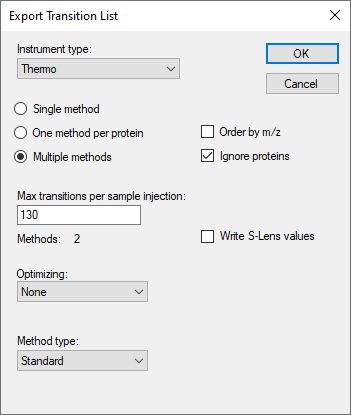 Export Transition List
Instrument type:
Thermo
OK
Cancel
Single method
One method per protein
Order by m/z
Multiple methods
Ignore proteins
Max transitions per sample injection:
130
Methods: 2
Write S-Lens values
Optimizing:
None
Method type:
Standard